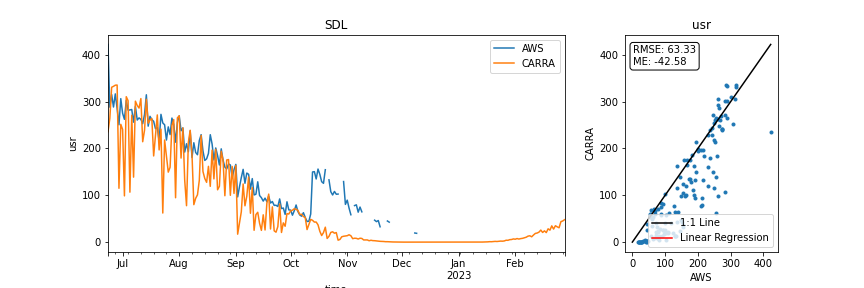 SDL
usr
400
300
200
100
0
usr
AWS
CARRA
Jul
Aug
Sep
Oct
Nov
Dec
Jan
2023
Feb
time
usr
400
300
200
100
0
CARRA
RMSE: 63.33
ME: -42.58
1:1 Line
Linear Regression
0
100
200
300
400
AWS